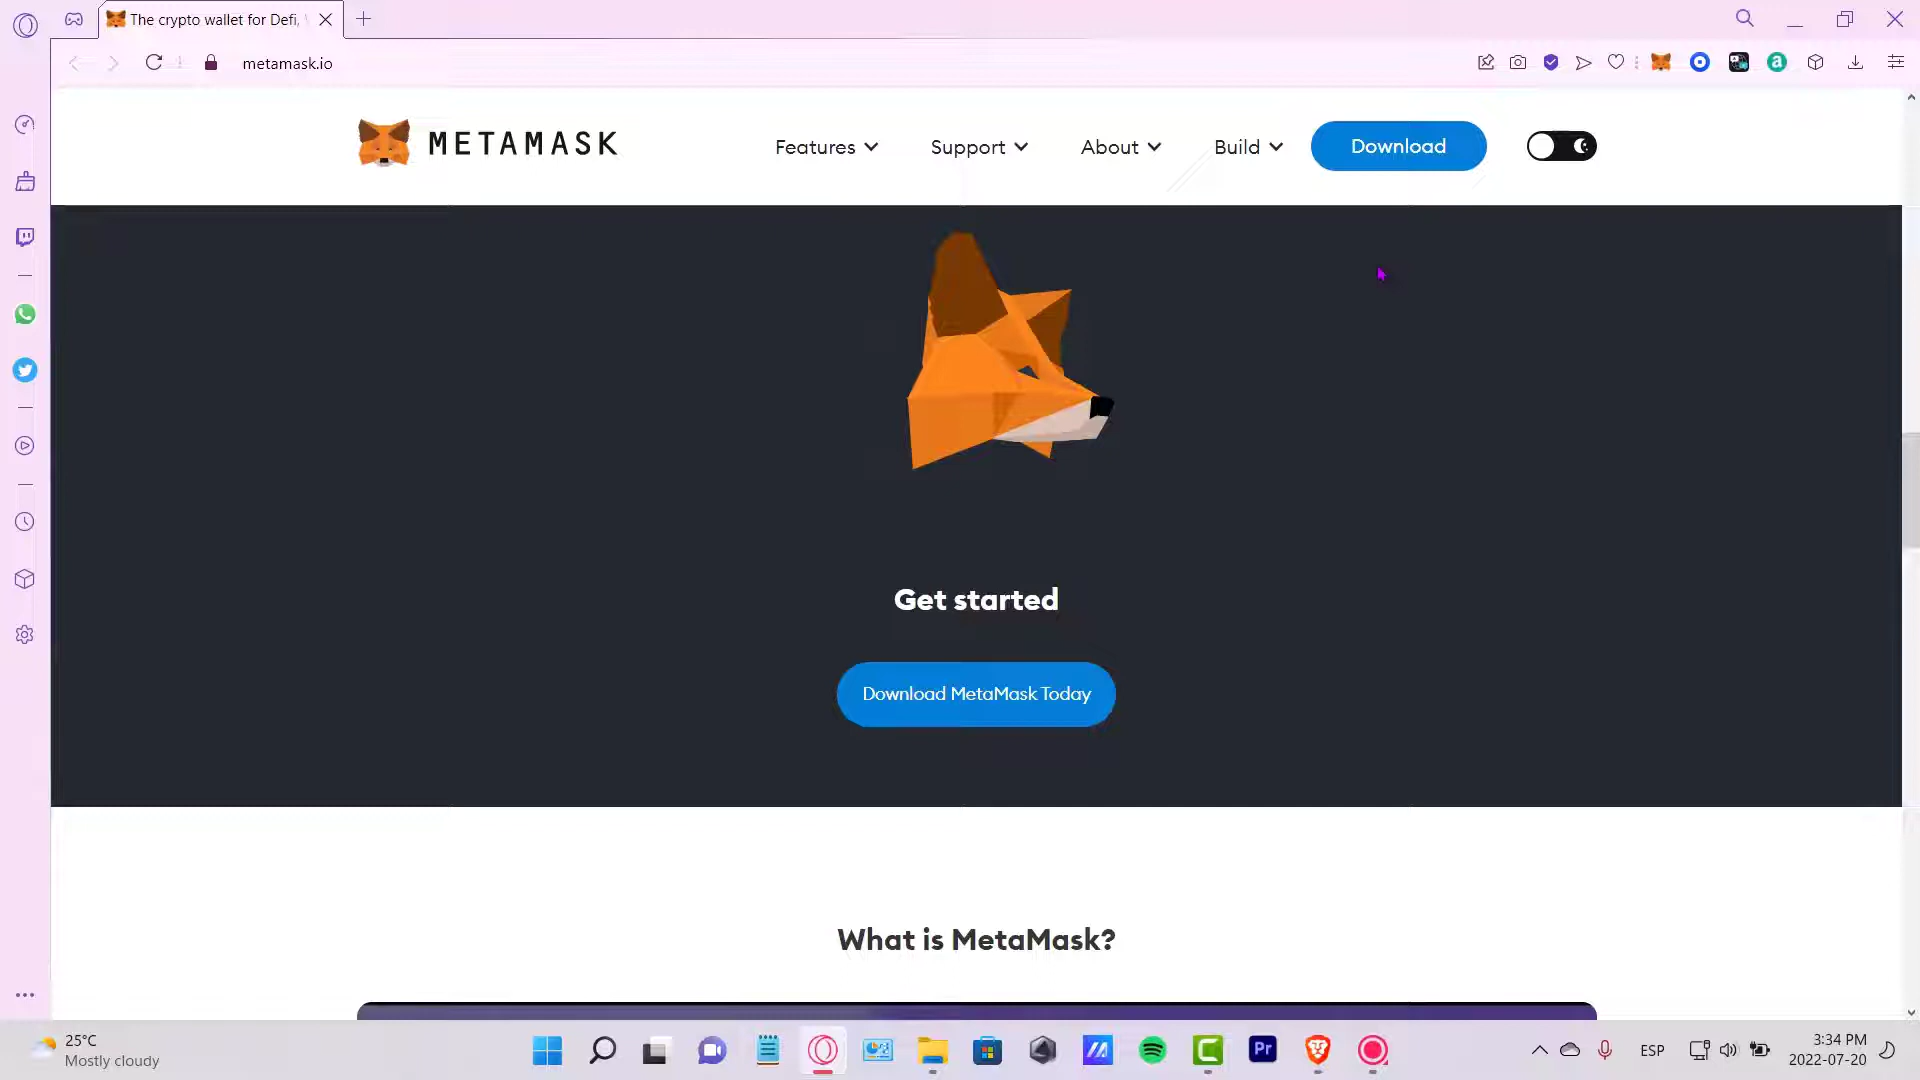 The crypto wallet for Defi,
metamask.io
METAMASK
Features
Support
About
Build
Download
Get started
Download MetaMask Today
What is MetaMask?
25°C
Mostly cloudy
Pr
ESP
3:34 PM
2022-07-20